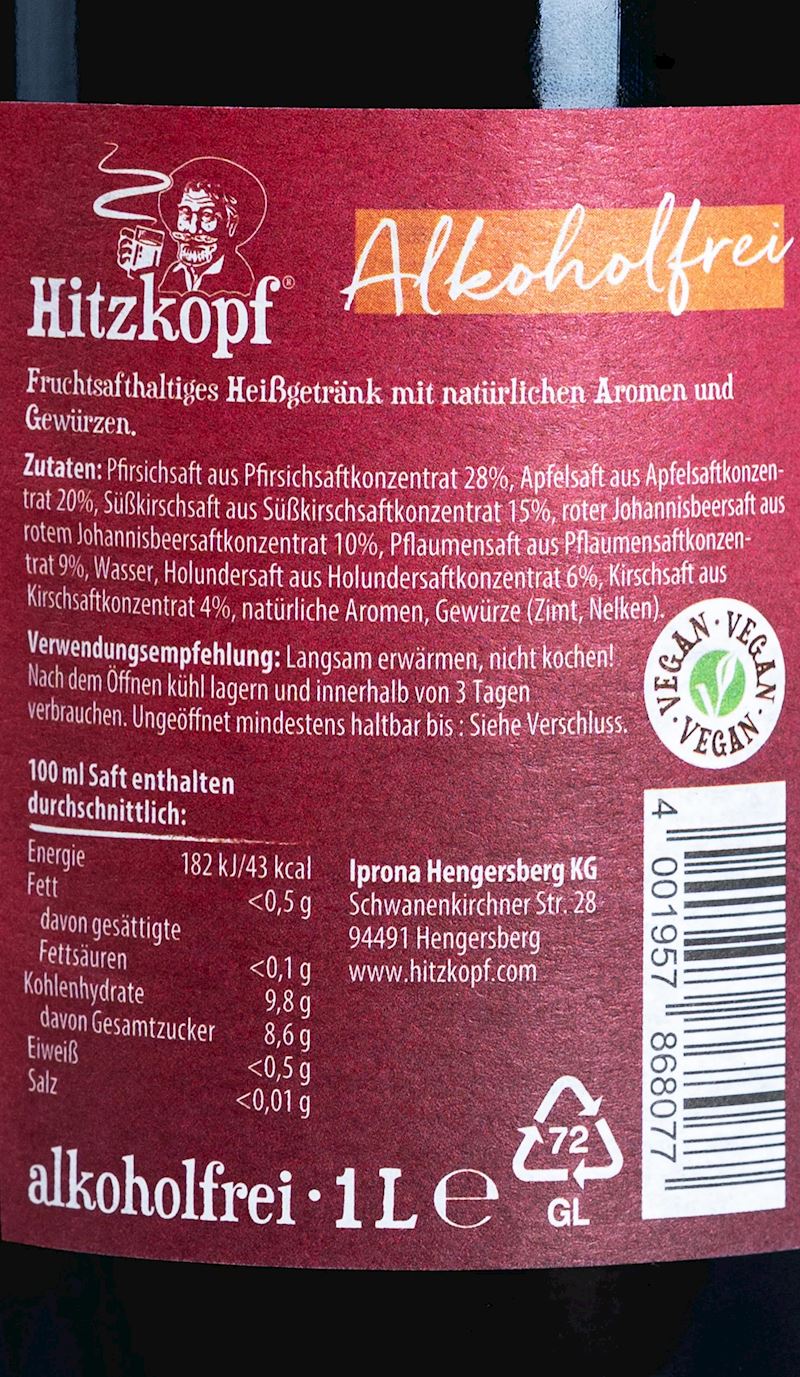 Hitzkopf®
Alkoholfrei
Fruchtsafthaltiges Heißgetränk mit natürlichen Aromen und
Gewürzen.
Zutaten: Pfirsichsaft aus Pfirsichsaftkonzentrat 28%, Apfelsaft aus Apfelsaftkonzen-
trat 20%, Süßkirschsaft aus Süßkirschsaftkonzentrat 15%, roter Johannisbeersaft aus
rotem Johannisbeersaftkonzentrat 10%, Pflaumensaft aus Pflaumensaftkonzen-
trat 9%, Wasser, Holundersaft aus Holundersaftkonzentrat 6%, Kirschsaft aus
Kirschsaftkonzentrat 4%, natürliche Aromen, Gewürze (Zimt, Nelken).
Verwendungsempfehlung: Langsam erwärmen, nicht kochen!
Nach dem Öffnen kühl lagern und innerhalb von 3 Tagen
verbrauchen. Ungeöffnet mindestens haltbar bis : Siehe Verschluss.
VEGAN · VEGAN · VEGAN ·
100 ml Saft enthalten
durchschnittlich:
Energie 182 kJ/43 kcal
Fett <0,5 g
davon gesättigte
Fettsäuren <0,1 g
Kohlenhydrate 9,8 g
davon Gesamtzucker 8,6 g
Eiweiß <0,5 g
Salz <0,01 g
Iprona Hengersberg KG
Schwanenkirchner Str. 28
94491 Hengersberg
www.hitzkopf.com
4 001957 868077
72
GL
alkoholfrei · 1 L ℮